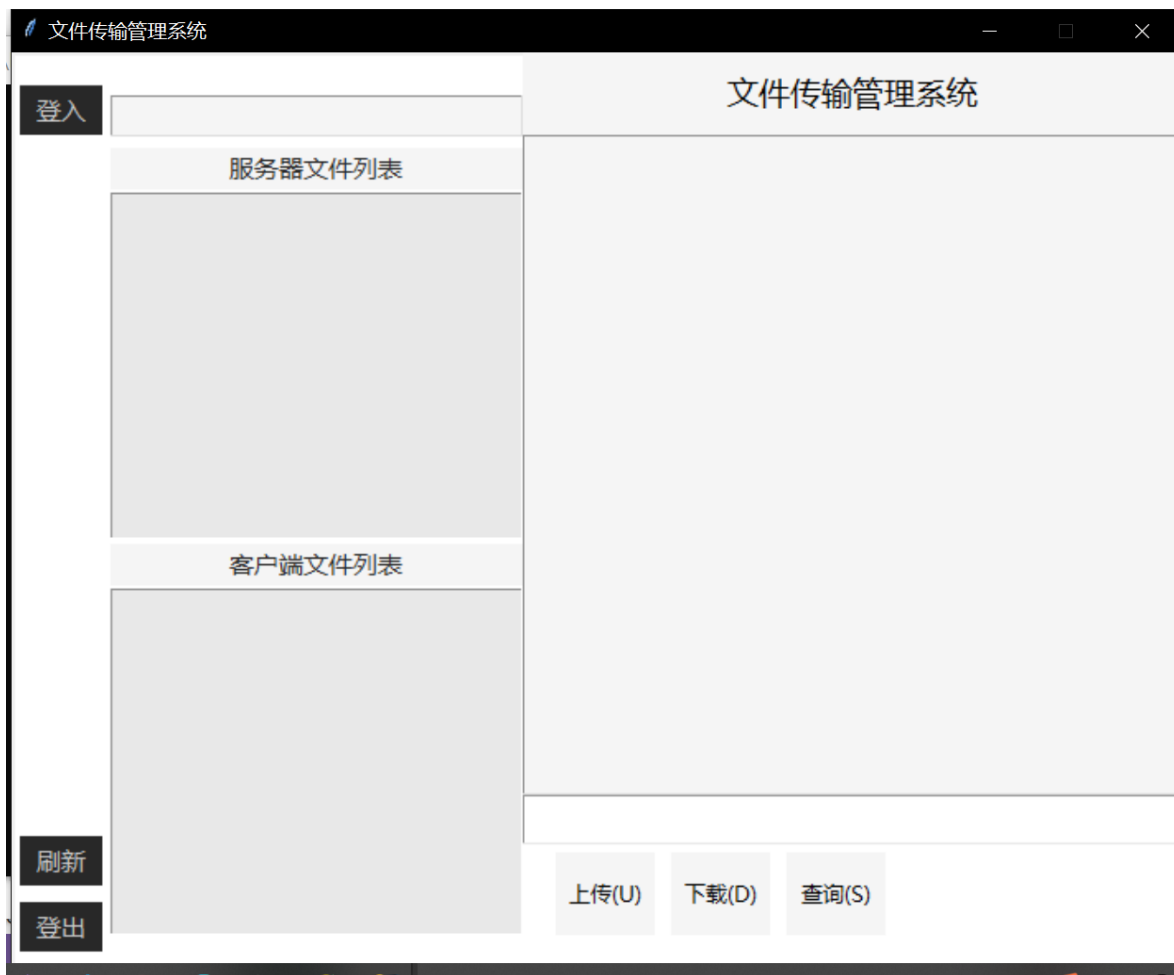 文件传输管理系统
登入
文件传输管理系统
服务器文件列表
客户端文件列表
刷新
登出
上传(U)
下载(D)
查询(S)